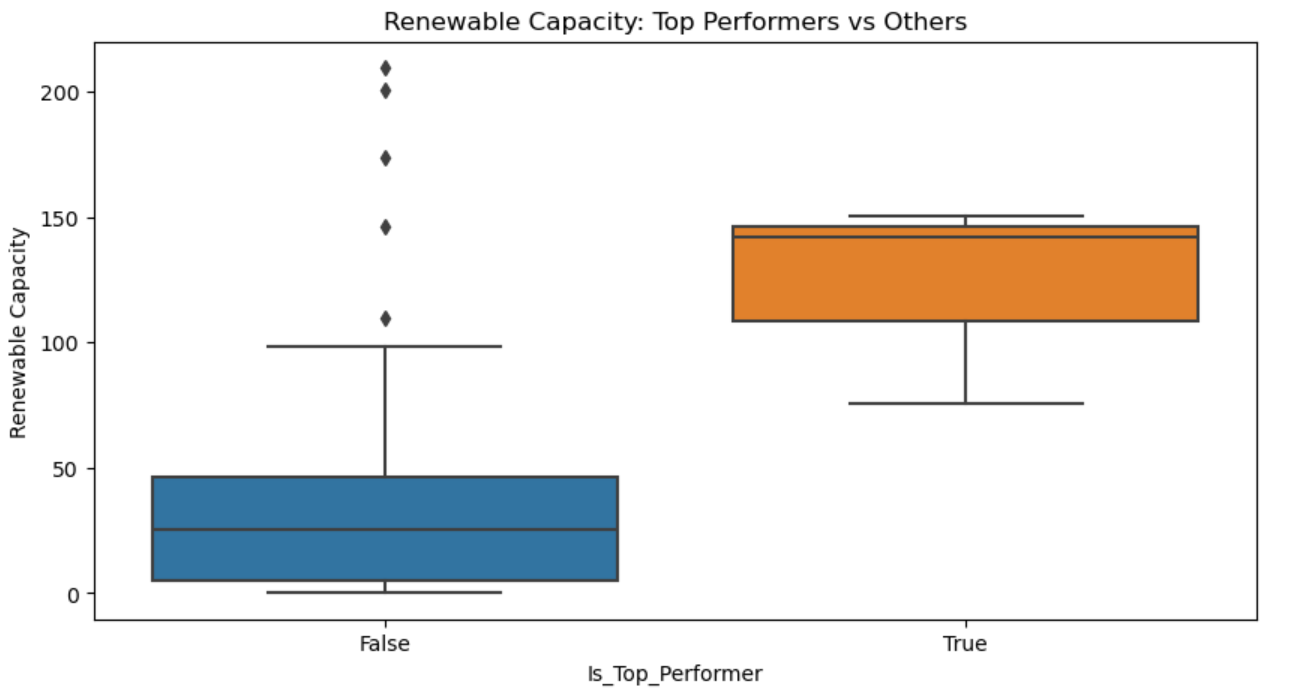 Renewable Capacity: Top Performers vs Others
200
150
100
50
0
Renewable Capacity
False
True
Is_Top_Performer